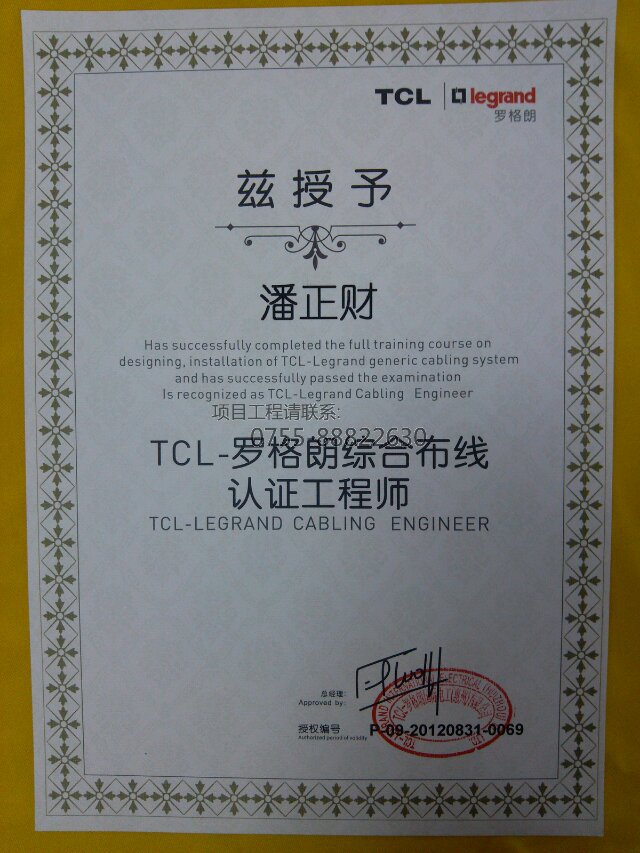 TCL legrand
罗格朗
兹授予
潘正财
Has successfully completed the full training course on
designing, installation of TCL-Legrand generic cabling system
and has successfully passed the examination
Is recognized as TCL-Legrand Cabling Engineer
项目工程请联系:
0755-88822630
TCL-罗格朗综合布线
认证工程师
TCL-LEGRAND CABLING ENGINEER
总经理:
Approved by:
授权编号
P-09-20120831-0069
Authorized period of validity